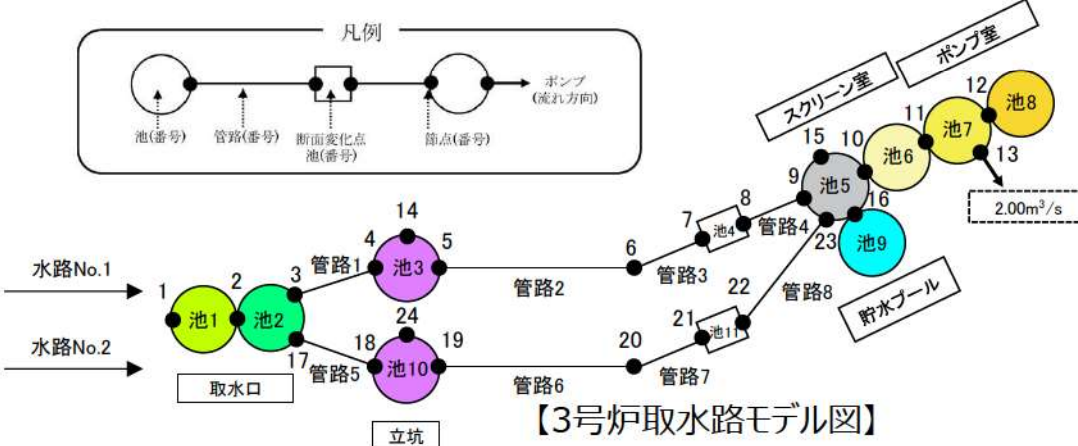 凡例
ポンプ
(流れ方向)
池(番号)
管路(番号)
断面変化点
池(番号)
節点(番号)
スクリーン室
ポンプ室
水路No.1
水路No.2
1
池1
2
池2
3
17
取水口
管路1
管路5
4
14
池3
5
18
24
池10
19
立坑
管路2
管路6
6
20
管路3
管路7
7
池4
8
21
池11
22
管路4
管路8
9
15
池5
10
16
23
池9
貯水プール
池6
11
池7
12
池8
13
2.00m³/s
【3号炉取水路モデル図】